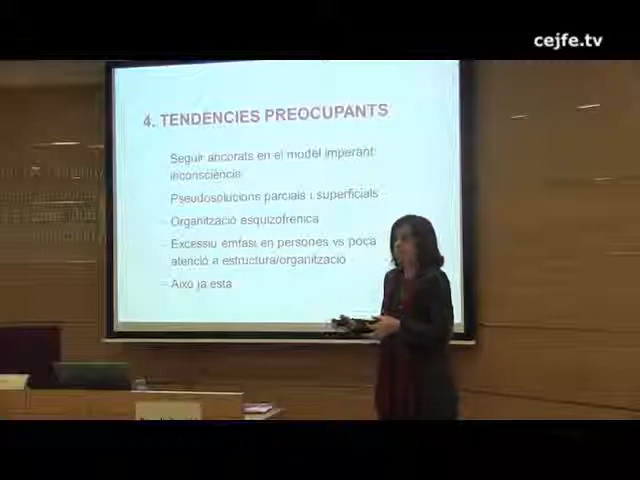 cejfe.tv
4. TENDÈNCIES PREOCUPANTS
- Seguir ancorats en el model imperant:
inconsciència
- Pseudosolucions parcials i superficials
- Organització esquizofrènica
- Excessiu èmfasi en persones vs poca
atenció a estructura/organització
- Això ja està